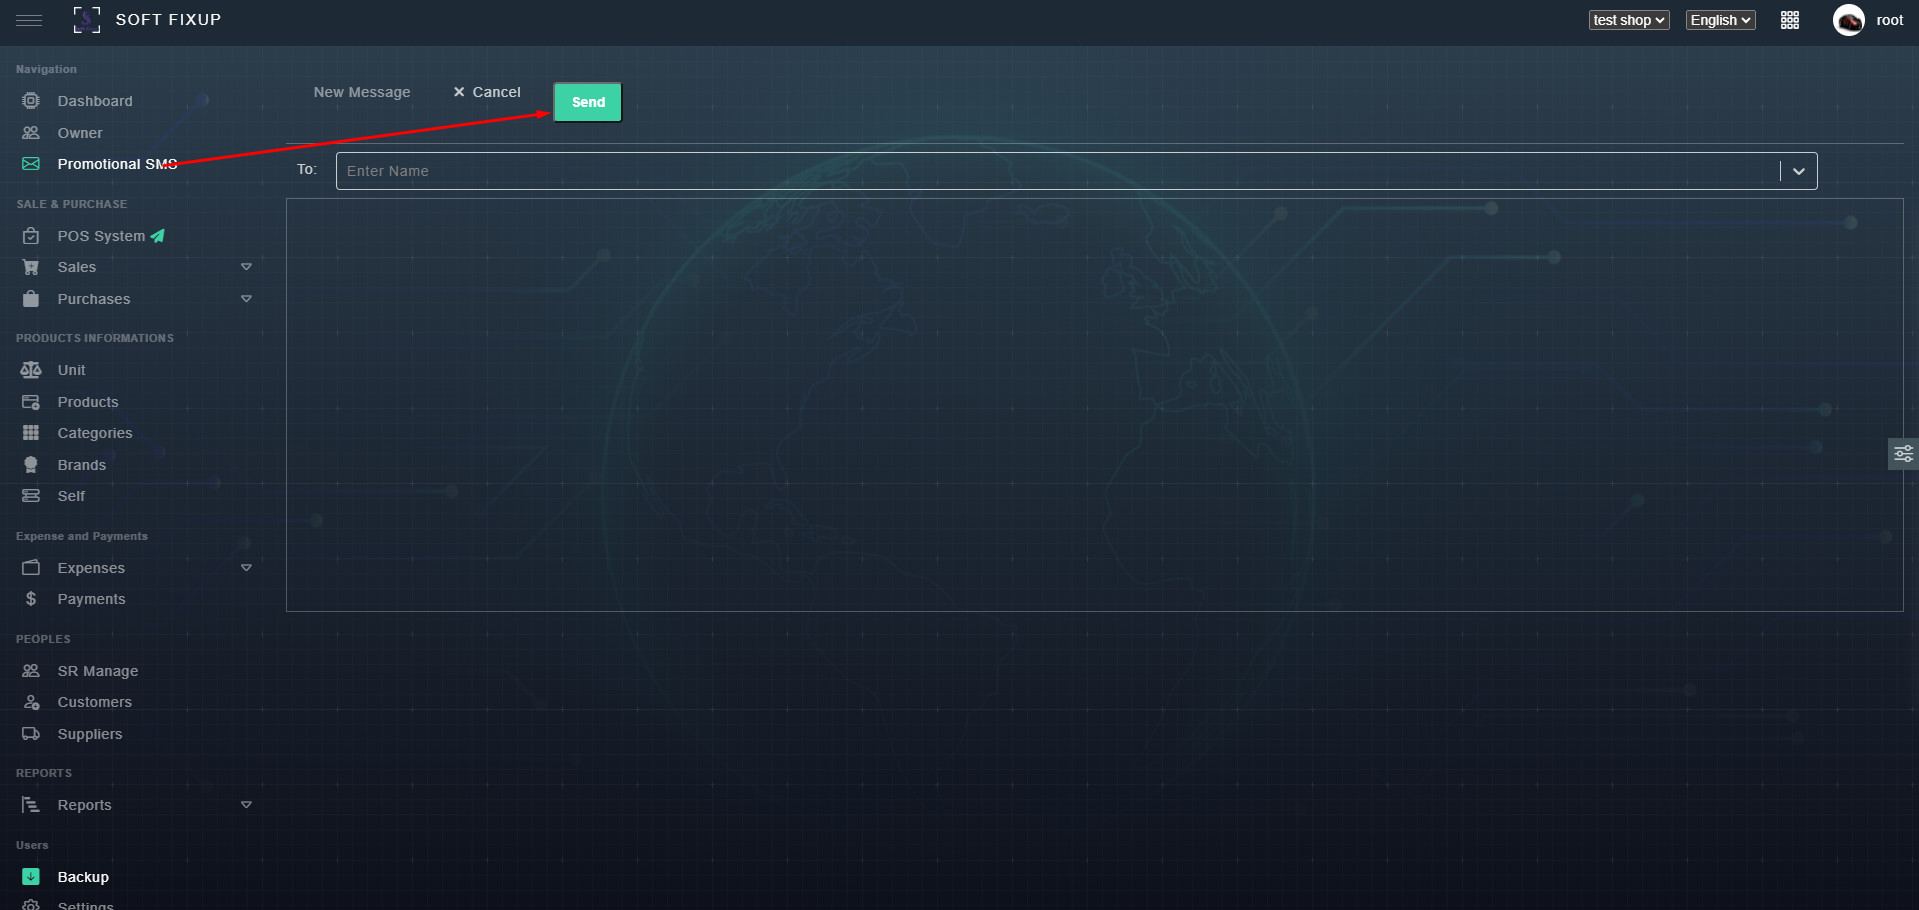 SOFT FIXUP
test shop
English
root
Navigation
Dashboard
Owner
Promotional SMS
SALE & PURCHASE
POS System
Sales
Purchases
PRODUCTS INFORMATIONS
Unit
Products
Categories
Brands
Self
Expense and Payments
Expenses
Payments
PEOPLES
SR Manage
Customers
Suppliers
REPORTS
Reports
Users
Backup
Settings
New Message
Cancel
Send
To:
Enter Name